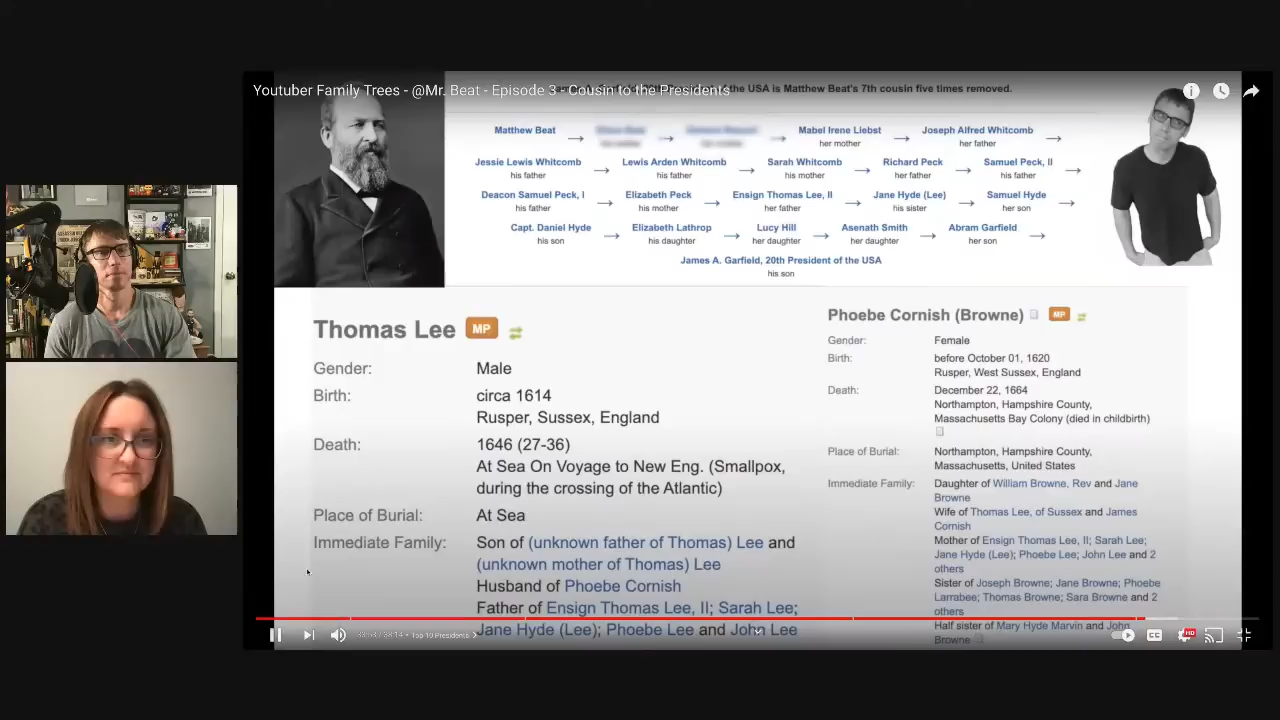 Youtuber Family Trees - @Mr. Beat - Episode 3 - Cousin to the Presidents
the USA is Matthew Beat's 7th cousin five times removed.
Matthew Beat → → → Mabel Irene Liebst → Joseph Alfred Whitcomb →
her mother her father
Jessie Lewis Whitcomb → Lewis Arden Whitcomb → Sarah Whitcomb → Richard Peck → Samuel Peck, II →
his father his father his mother her father his father
Deacon Samuel Peck, I → Elizabeth Peck → Ensign Thomas Lee, II → Jane Hyde (Lee) → Samuel Hyde →
his father his mother her father his sister her son
Capt. Daniel Hyde → Elizabeth Lathrop → Lucy Hill → Asenath Smith → Abram Garfield →
his son his daughter her daughter her daughter her son
James A. Garfield, 20th President of the USA
his son
Thomas Lee MP
Gender: Male
Birth: circa 1614
Rusper, Sussex, England
Death: 1646 (27-36)
At Sea On Voyage to New Eng. (Smallpox,
during the crossing of the Atlantic)
Place of Burial: At Sea
Immediate Family: Son of (unknown father of Thomas) Lee and
(unknown mother of Thomas) Lee
Husband of Phoebe Cornish
Father of Ensign Thomas Lee, II; Sarah Lee;
Jane Hyde (Lee); Phoebe Lee and John Lee
Phoebe Cornish (Browne) MP
Gender: Female
Birth: before October 01, 1620
Rusper, West Sussex, England
Death: December 22, 1664
Northampton, Hampshire County,
Massachusetts Bay Colony (died in childbirth)
Place of Burial: Northampton, Hampshire County,
Massachusetts, United States
Immediate Family: Daughter of William Browne, Rev and Jane
Browne
Wife of Thomas Lee, of Sussex and James
Cornish
Mother of Ensign Thomas Lee, II; Sarah Lee;
Jane Hyde (Lee); Phoebe Lee; John Lee and 2
others
Sister of Joseph Browne; Jane Browne; Phoebe
Larrabee; Thomas Browne; Sara Browne and 2
others
Half sister of Mary Hyde Marvin and John
Browne
38:14 • Top 10 Presidents
CC HD